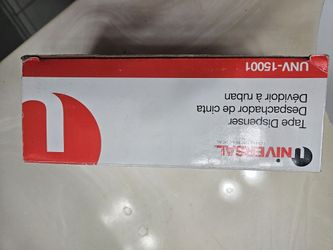 UNIVERSAL
Tape Dispenser
Despachador de cinta
Dévidoir à ruban
UNV-15001